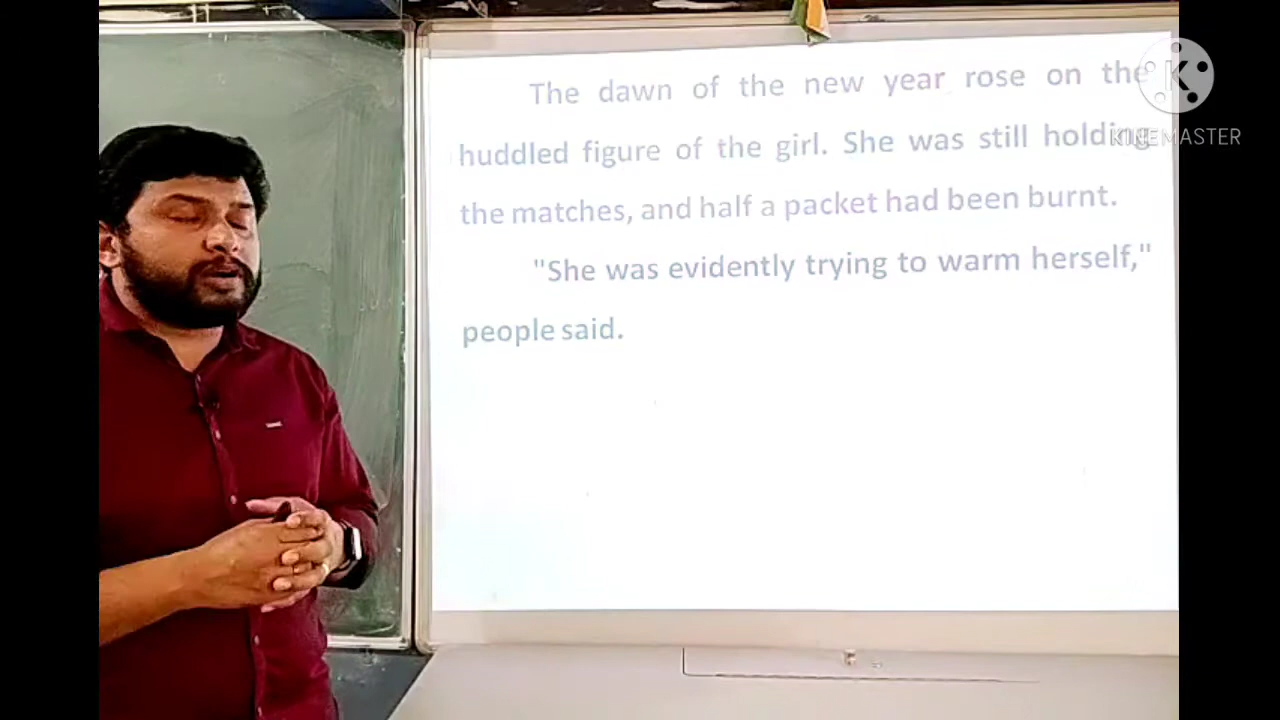 The dawn of the new year rose on the
huddled figure of the girl. She was still holding
the matches, and half a packet had been burnt.
"She was evidently trying to warm herself,"
people said.
K
KINEMASTER